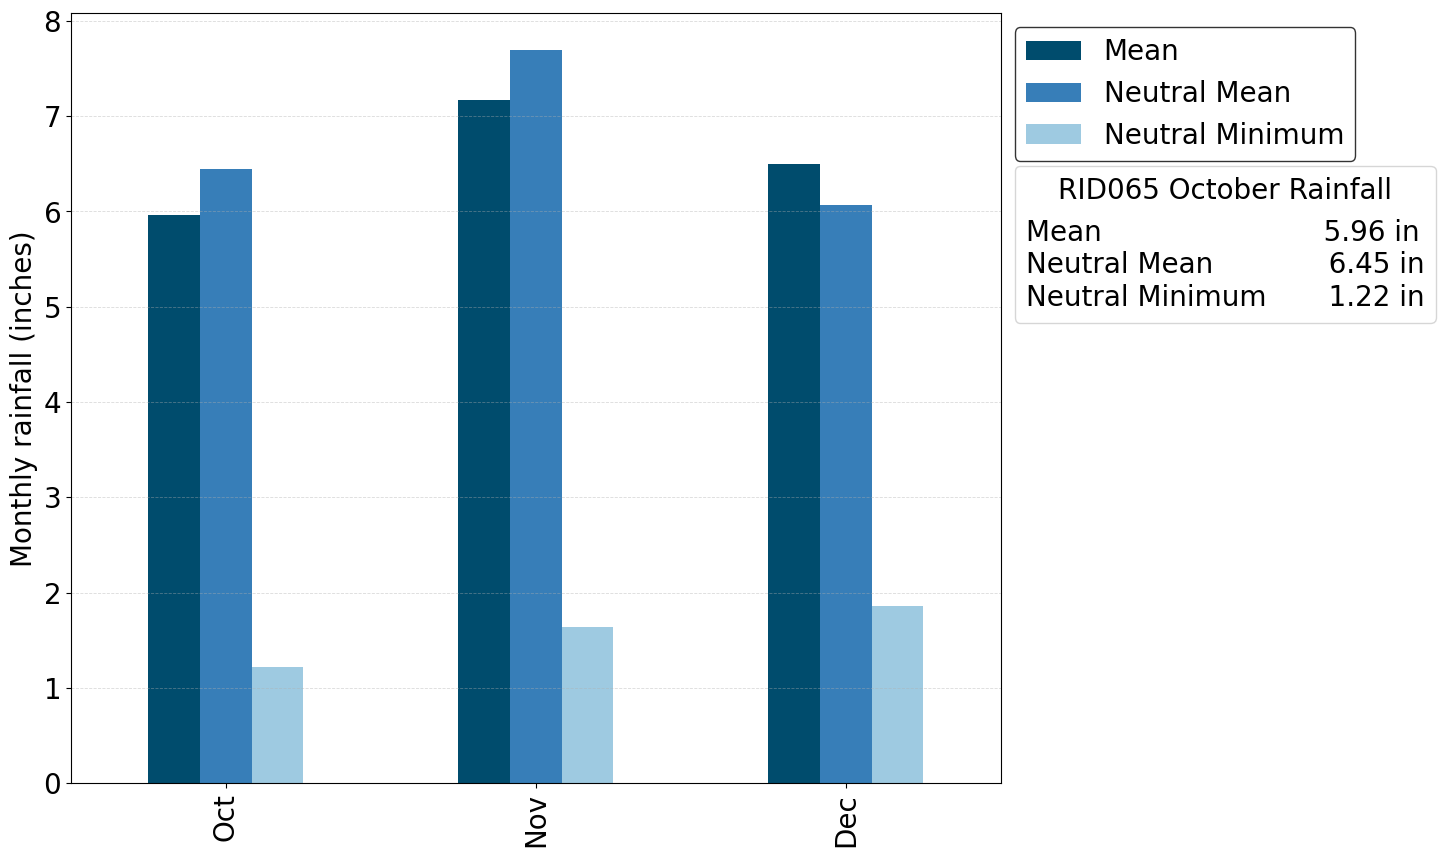 Monthly rainfall (inches)
8
7
6
5
4
3
2
1
0
Oct
Nov
Dec
Mean
Neutral Mean
Neutral Minimum
RID065 October Rainfall
Mean 5.96 in
Neutral Mean 6.45 in
Neutral Minimum 1.22 in